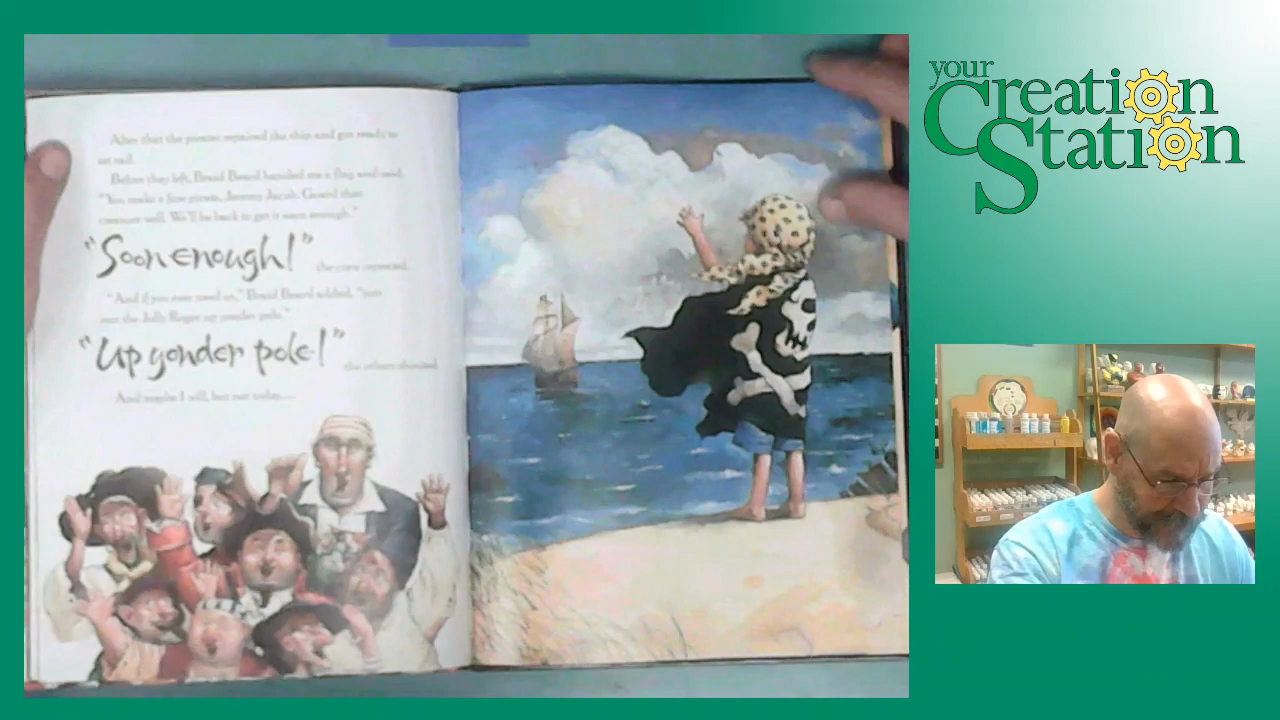 After that the pirates repaired the ship and got ready to
set sail.
Before they left, Braid Beard handed me a flag and said,
"You make a fine pirate, Jeremy Jacob. Guard that
treasure well. We'll be back to get it soon enough."
"Soon enough!" the crew repeated.
"And if you ever need us," Braid Beard added, "just
run the Jolly Roger up yonder pole."
"Up yonder pole!" the others shouted.
And maybe I will, but not today....
your
Creation
Station